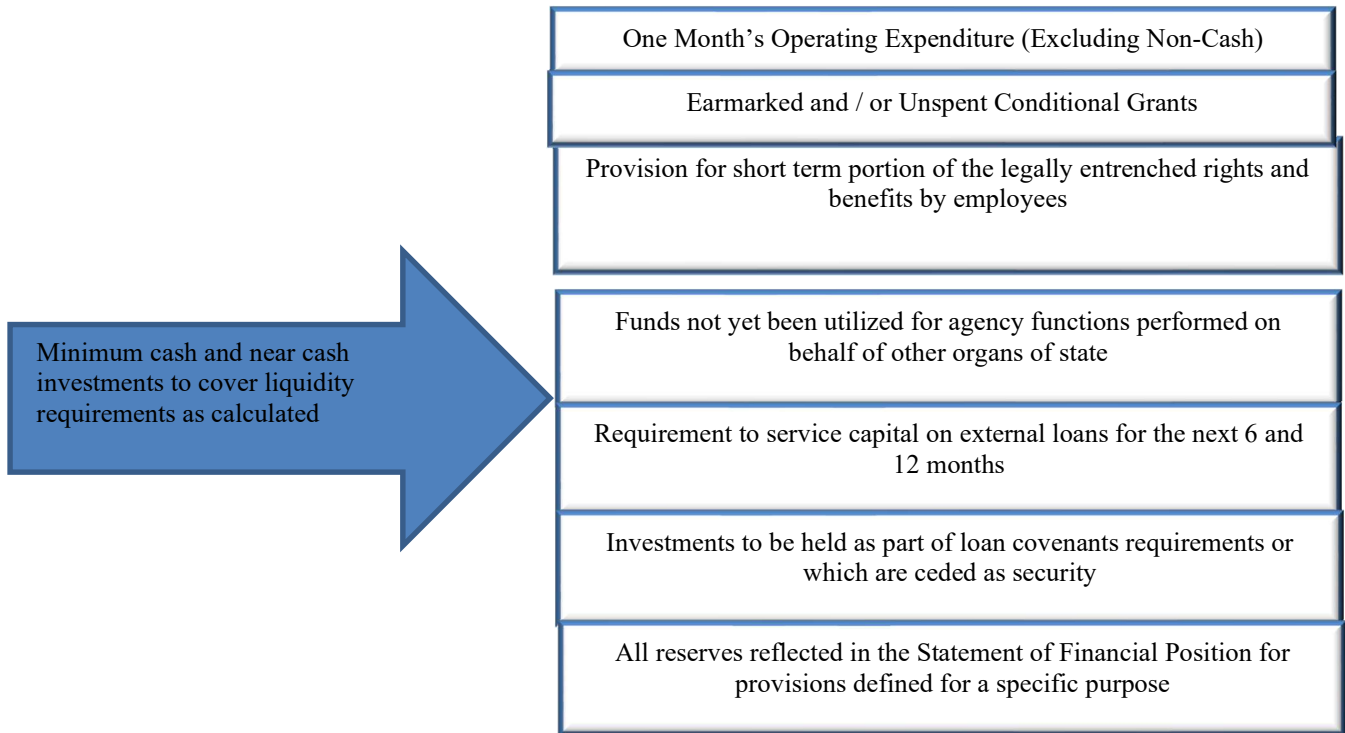 One Month's Operating Expenditure (Excluding Non-Cash)
Earmarked and / or Unspent Conditional Grants
Provision for short term portion of the legally entrenched rights and
benefits by employees
Minimum cash and near cash
investments to cover liquidity
requirements as calculated
Funds not yet been utilized for agency functions performed on
behalf of other organs of state
Requirement to service capital on external loans for the next 6 and
12 months
Investments to be held as part of loan covenants requirements or
which are ceded as security
All reserves reflected in the Statement of Financial Position for
provisions defined for a specific purpose